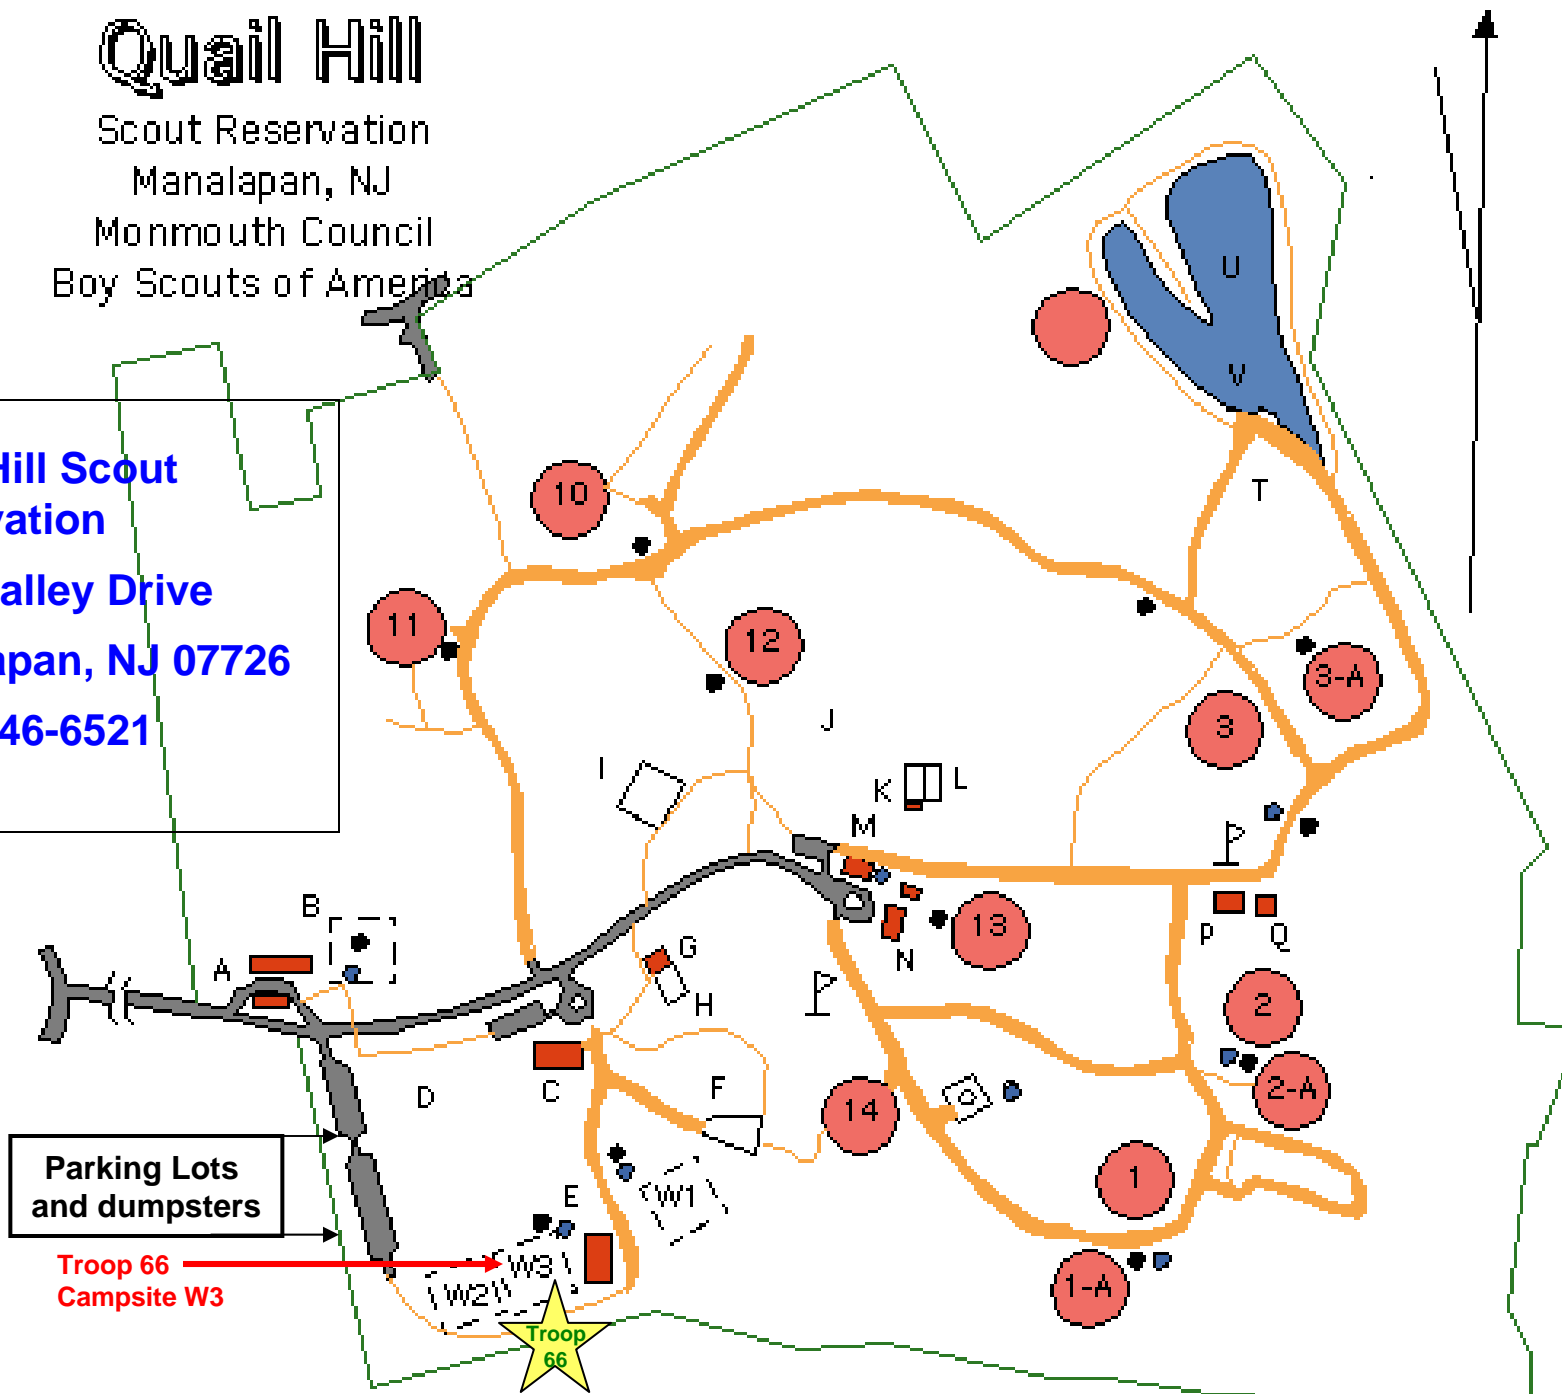 Quail Hill
Scout Reservation
Manalapan, NJ
Monmouth Council
Boy Scouts of America
Hill Scout
vation
alley Drive
apan, NJ 07726
46-6521
U
V
T
10
11
12
3-A
3
J
I
K
L
M
B
A
G
H
N
13
P
Q
2
2-A
C
D
F
14
O
1
1-A
E
W1
W3
W2
Parking Lots
and dumpsters
Troop 66
Campsite W3
Troop
66